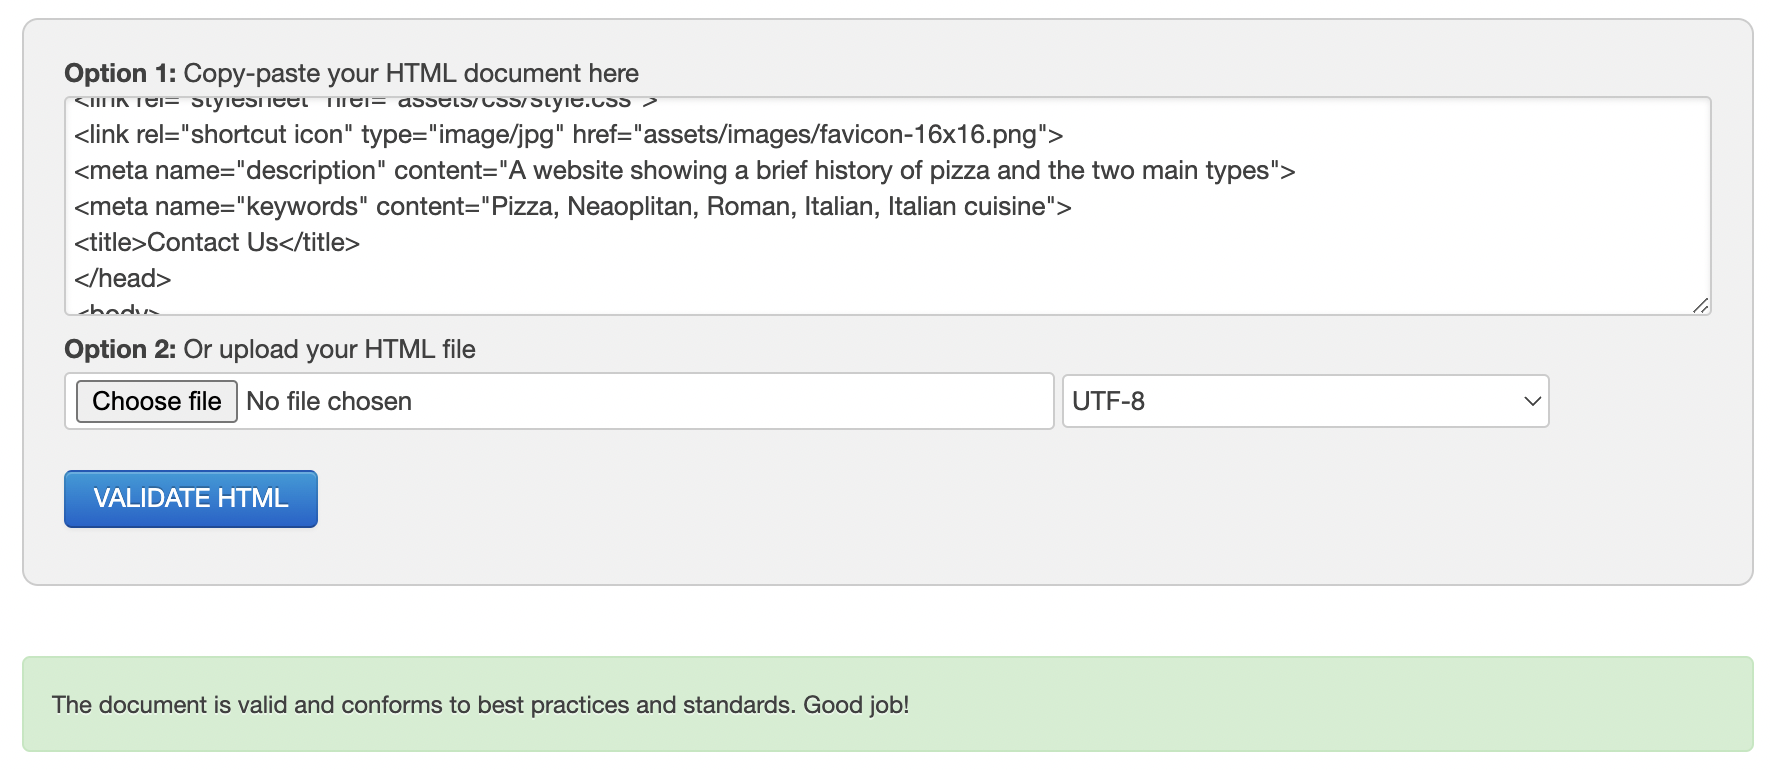 Option 1: Copy-paste your HTML document here
<link rel="stylesheet" href="assets/css/style.css">
<link rel="shortcut icon" type="image/jpg" href="assets/images/favicon-16x16.png">
<meta name="description" content="A website showing a brief history of pizza and the two main types">
<meta name="keywords" content="Pizza, Neaoplitan, Roman, Italian, Italian cuisine">
<title>Contact Us</title>
</head>
<body>
Option 2: Or upload your HTML file
Choose file No file chosen UTF-8
VALIDATE HTML
The document is valid and conforms to best practices and standards. Good job!